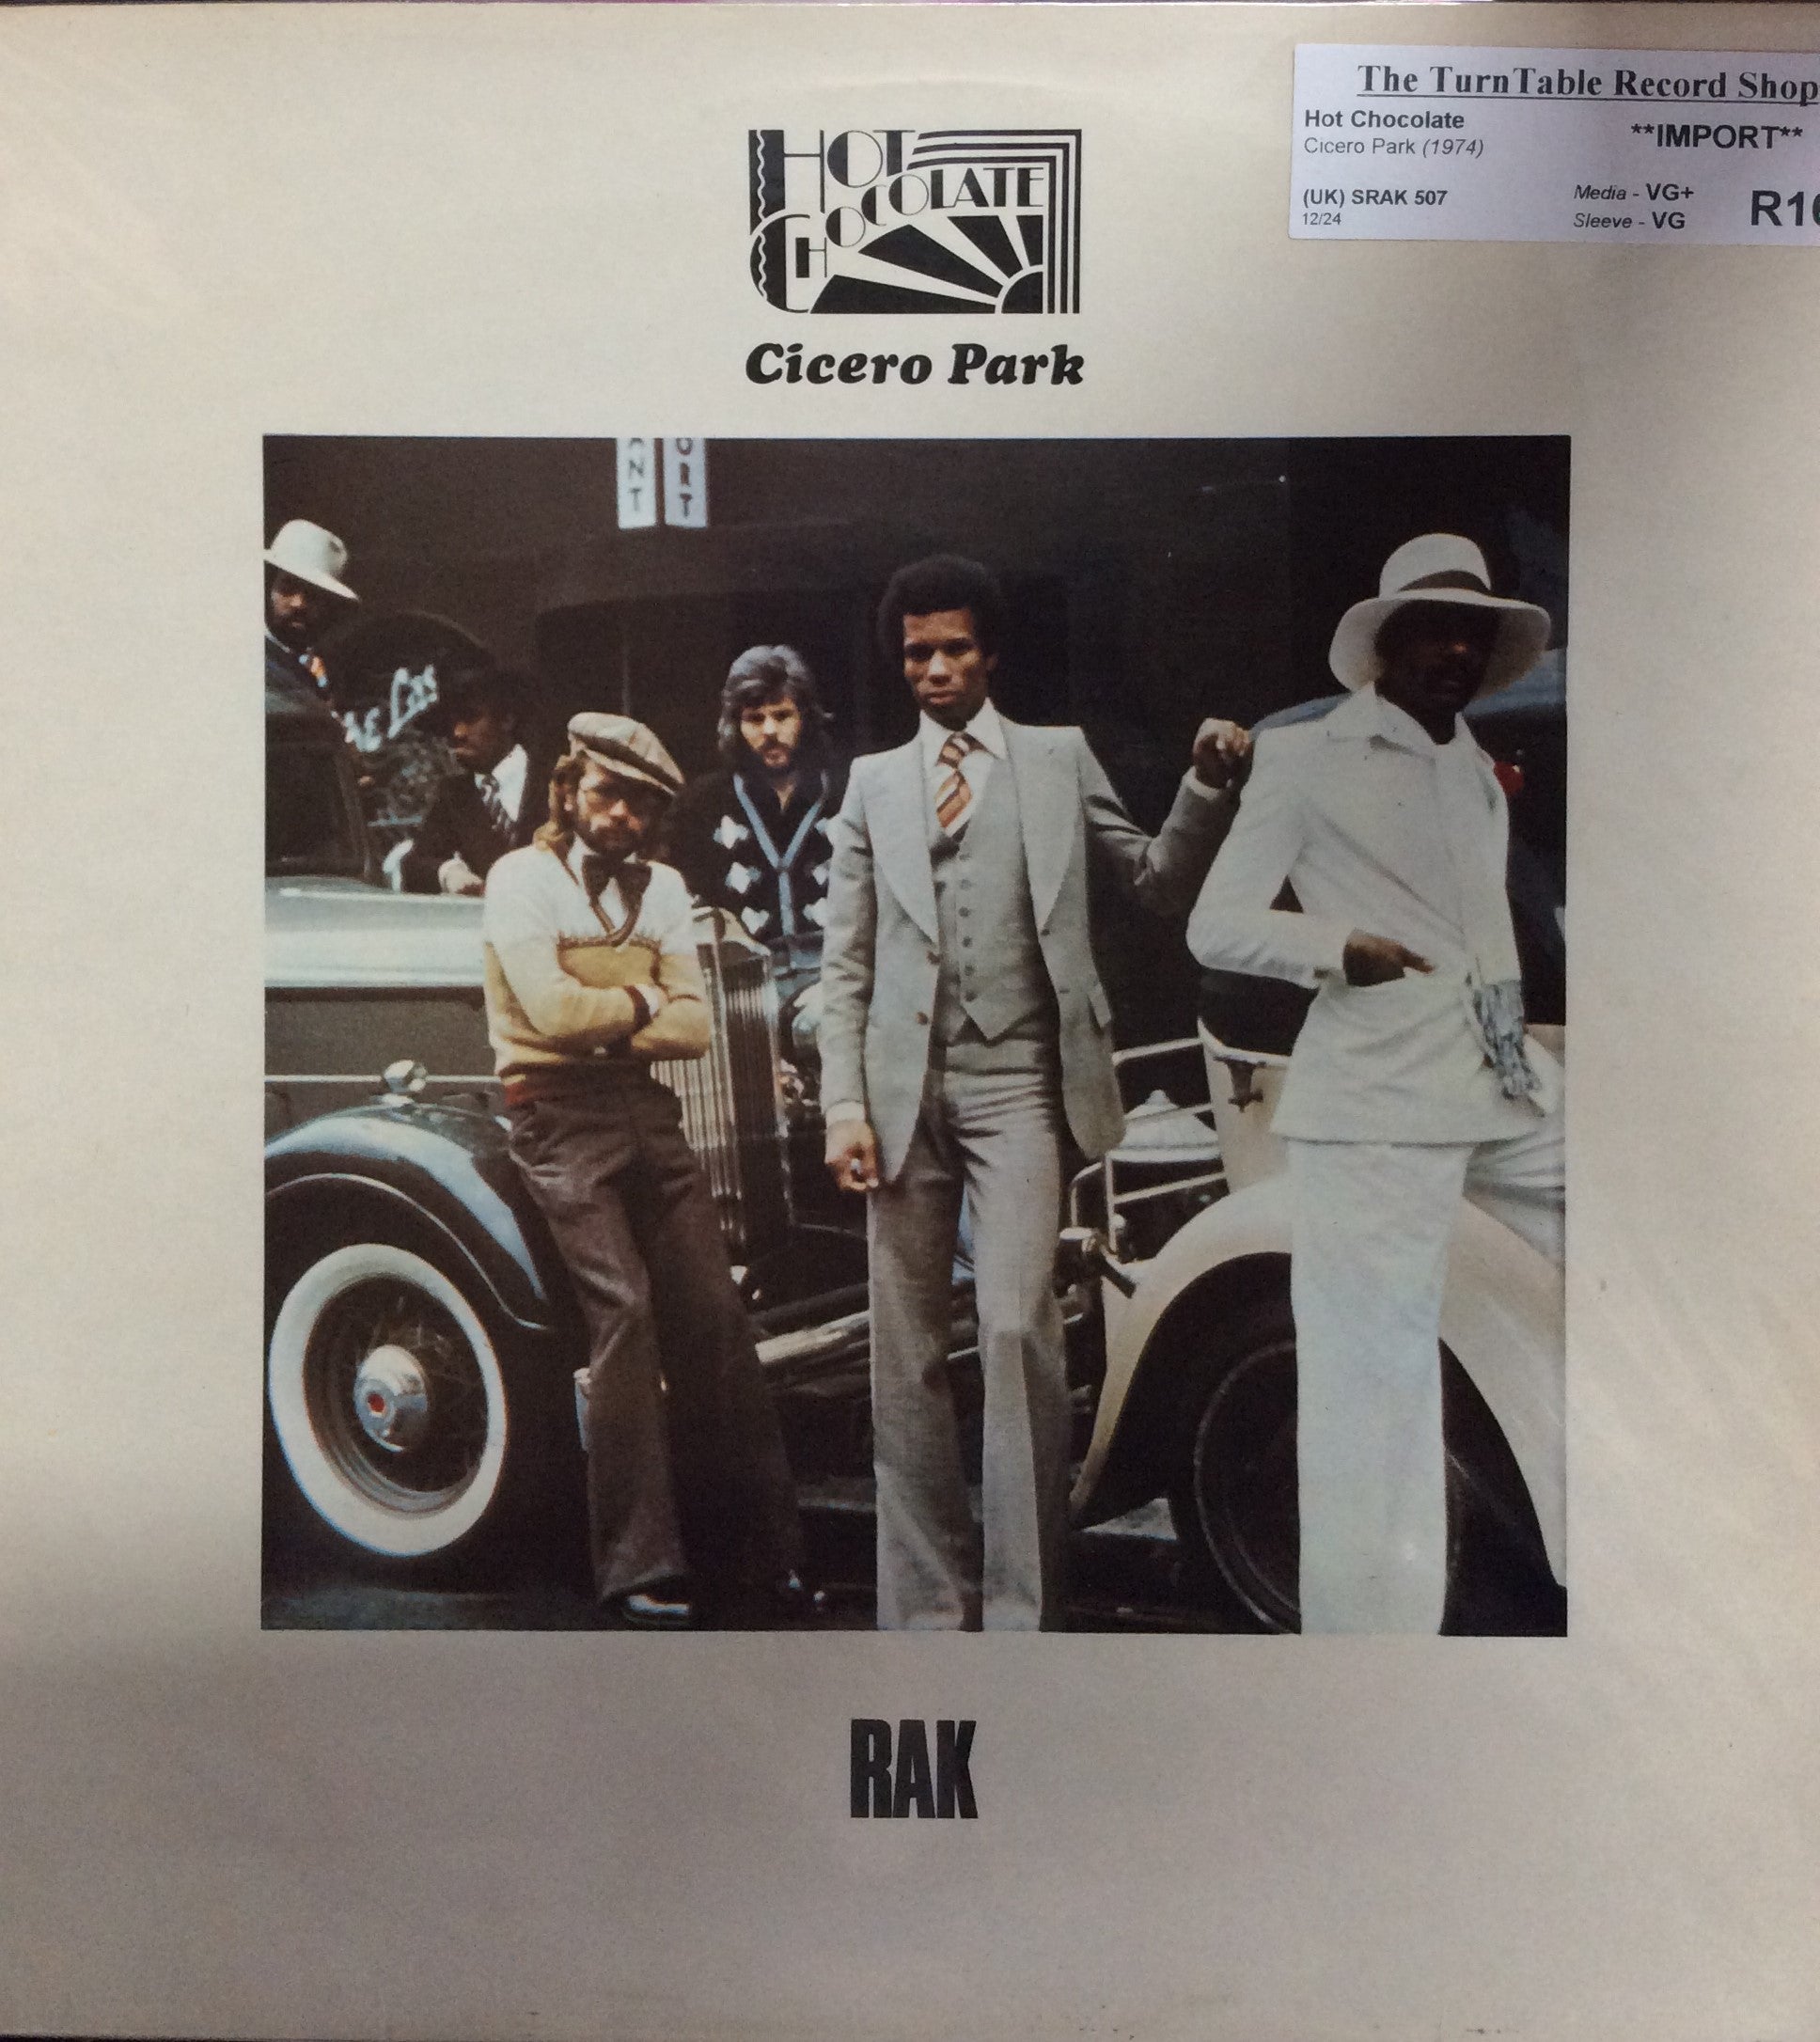 The TurnTable Record Shop
Hot Chocolate
**IMPORT**
Cicero Park (1974)
(UK) SRAK 507
Media - VG+
12/24
Sleeve - VG
HOT
CHOCOLATE
Cicero Park
RAK